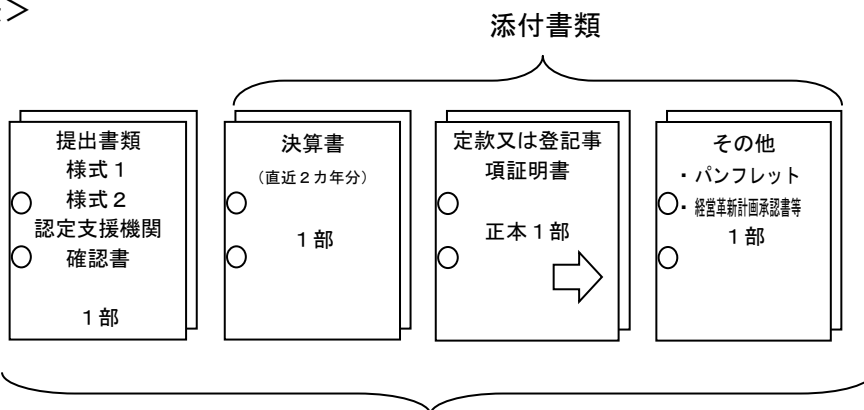 ＞
添付書類
提出書類
様式１
様式２
認定支援機関
確認書
１部
決算書
（直近２カ年分）
１部
定款又は登記事
項証明書
正本１部
その他
・パンフレット
・経営革新計画承認書等
１部